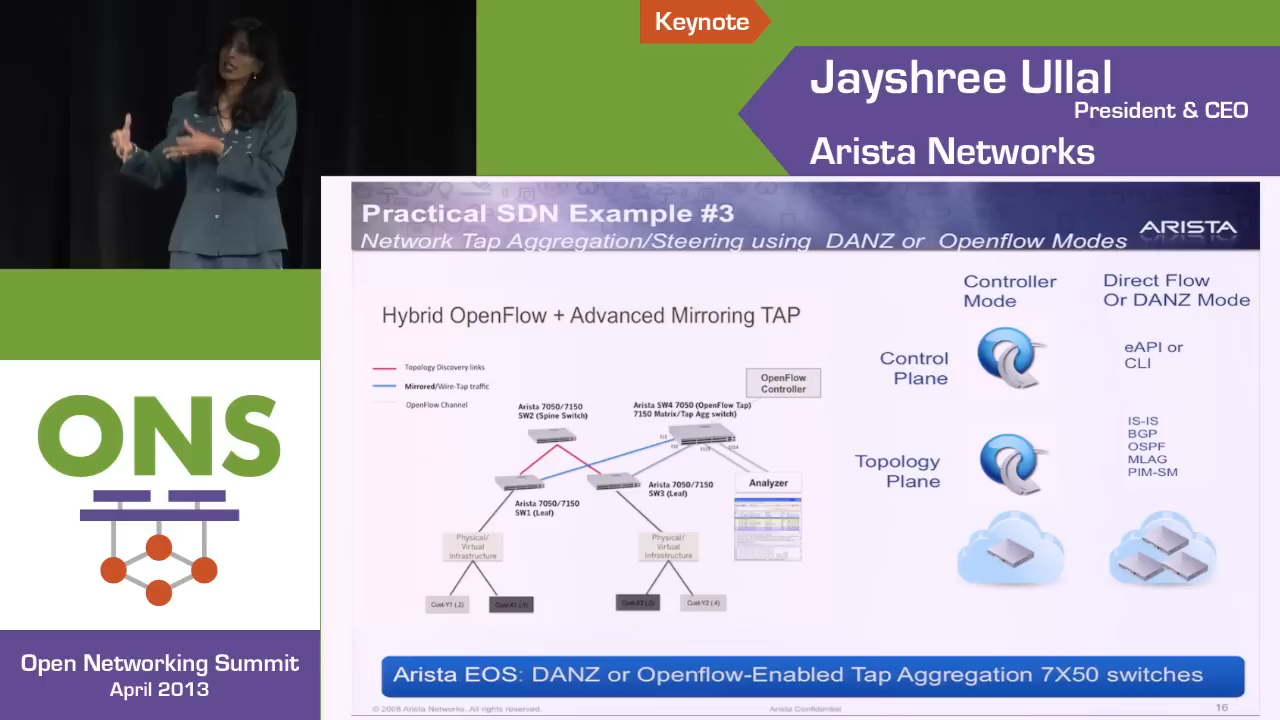 Keynote
Jayshree Ullal
President & CEO
Arista Networks
Practical SDN Example #3
Network Tap Aggregation/Steering using DANZ or Openflow Modes
ARISTA
Hybrid OpenFlow + Advanced Mirroring TAP
Topology Discovery links
Mirrored/Wire-Tap traffic
OpenFlow Channel
OpenFlow
Controller
Arista 7050/7150
SW2 (Spine Switch)
Arista SW4 7050 (OpenFlow Tap)
7150 Matrix/Tap Agg switch)
Arista 7050/7150
SW1 (Leaf)
Arista 7050/7150
SW3 (Leaf)
Analyzer
Physical/
Virtual
Infrastructure
Physical/
Virtual
Infrastructure
Cust-Y1 (.2)
Cust-X1 (.1)
Cust-X2 (.3)
Cust-Y2 (.4)
Controller
Mode
Direct Flow
Or DANZ Mode
Control
Plane
eAPI or
CLI
Topology
Plane
IS-IS
BGP
OSPF
MLAG
PIM-SM
Arista EOS: DANZ or Openflow-Enabled Tap Aggregation 7X50 switches
© 2008 Arista Networks. All rights reserved.
Arista Confidential
16
ONS
Open Networking Summit
April 2013